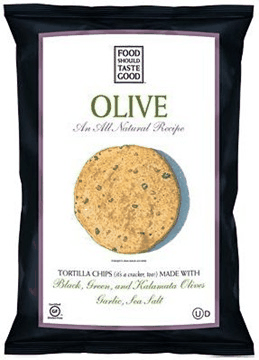 FOOD
SHOULD
TASTE
GOOD
OLIVE
An All Natural Recipe
TORTILLA CHIPS (it's a cracker, too!) MADE WITH
Black, Green, and Kalamata Olives
Garlic, Sea Salt
GF
U D